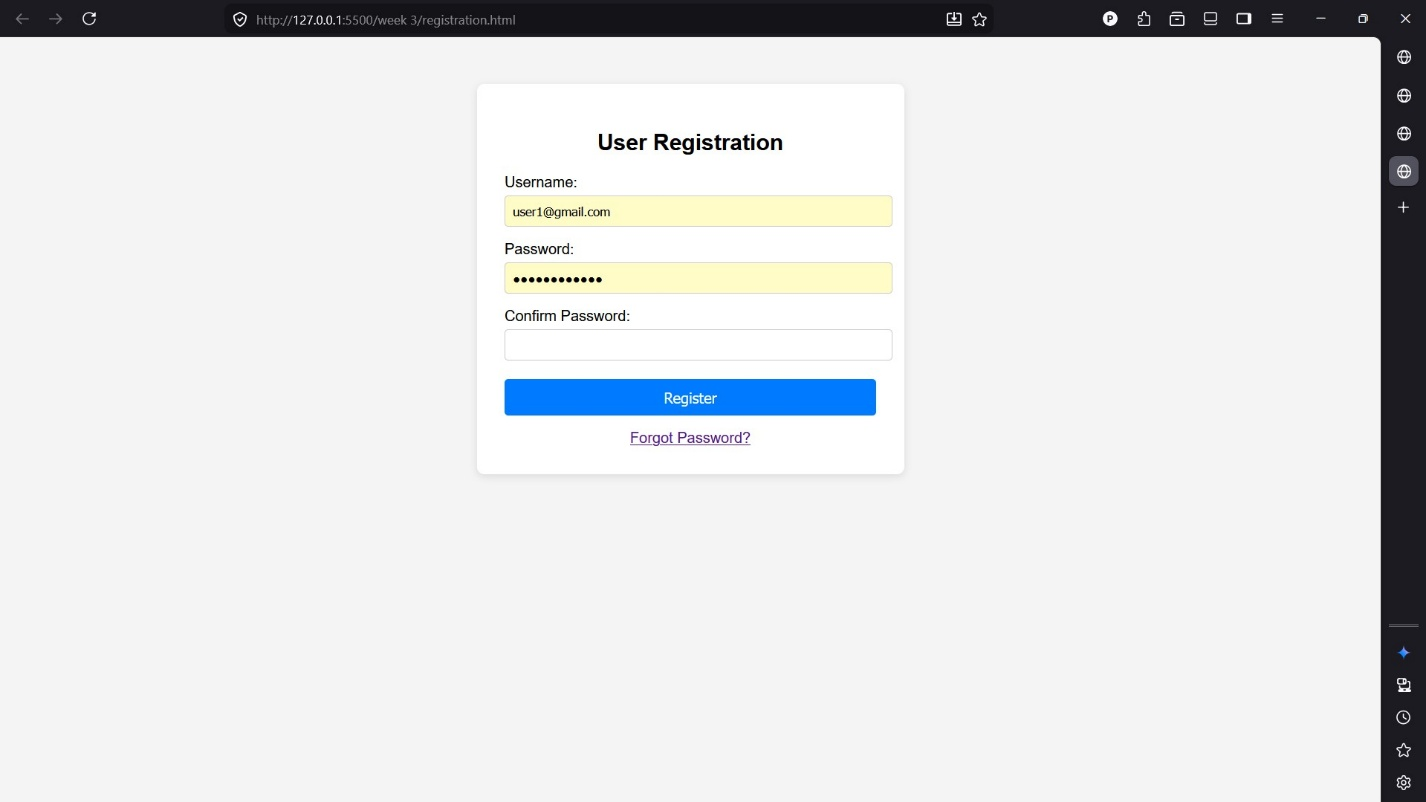 http://127.0.0.1:5500/week 3/registration.html
P
User Registration
Username:
user1@gmail.com
Password:
••••••••••••
Confirm Password:
Register
Forgot Password?